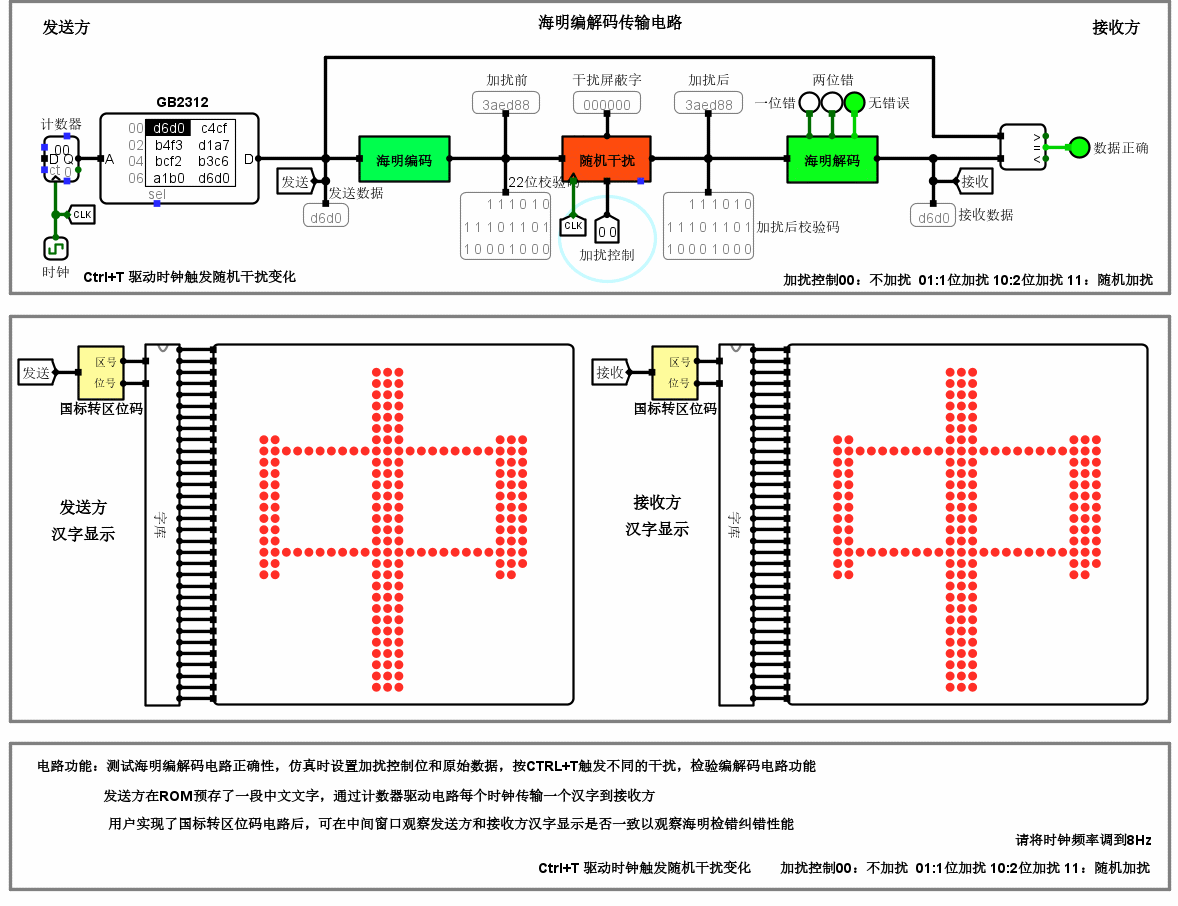 海明编解码传输电路
发送方
接收方
GB2312
加扰前
干扰屏蔽字
加扰后
两位错
3aed88
000000
3aed88
一位错
无错误
计数器
00
D Q
ct 0
A
D
00 d6d0 c4cf
02 b4f3 d1a7
04 bcf2 b3c6
06 a1b0 d6d0
sel
海明编码
随机干扰
海明解码
>
=
<
数据正确
发送
发送数据
22位校验码
接收
CLK
d6d0
111010
11101101
10001000
CLK
00
111010
11101101
10001000
加扰后校验码
d6d0
接收数据
时钟
加扰控制
Ctrl+T 驱动时钟触发随机干扰变化
加扰控制00：不加扰 01:1位加扰 10:2位加扰 11：随机加扰
发送
区号
位号
国标转区位码
字库
发送方
汉字显示
接收
区号
位号
国标转区位码
字库
接收方
汉字显示
电路功能：测试海明编解码电路正确性，仿真时设置加扰控制位和原始数据，按CTRL+T触发不同的干扰，检验编解码电路功能
发送方在ROM预存了一段中文文字，通过计数器驱动电路每个时钟传输一个汉字到接收方
用户实现了国标转区位码电路后，可在中间窗口观察发送方和接收方汉字显示是否一致以观察海明检错纠错性能
请将时钟频率调到8Hz
Ctrl+T 驱动时钟触发随机干扰变化 加扰控制00：不加扰 01:1位加扰 10:2位加扰 11：随机加扰